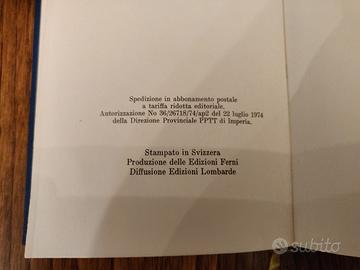 Spedizione in abbonamento postale
a tariffa ridotta editoriale.
Autorizzazione No 36/26718/74/apl2 del 22 luglio 1974
della Direzione Provinciale PPTT di Imperia.
Stampato in Svizzera
Produzione delle Edizioni Ferni
Diffusione Edizioni Lombarde
subito